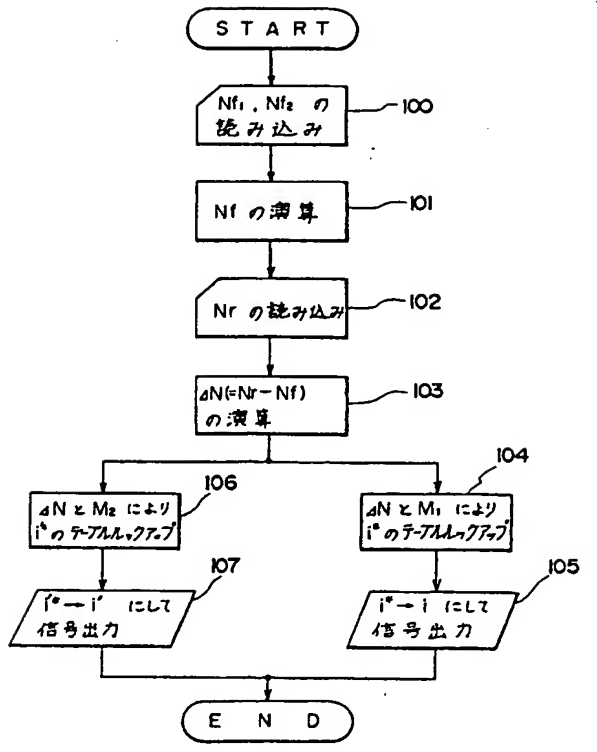 START
Nf₁, Nf₂ の
読み込み
100
Nf の演算
101
Nr の読み込み
102
ΔN(=Nr−Nf)
の演算
103
106
ΔN と M₂ により
i'* のテーブルルックアップ
104
ΔN と M₁ により
i* のテーブルルックアップ
107
i'*→i' にして
信号出力
105
i*→i にして
信号出力
END